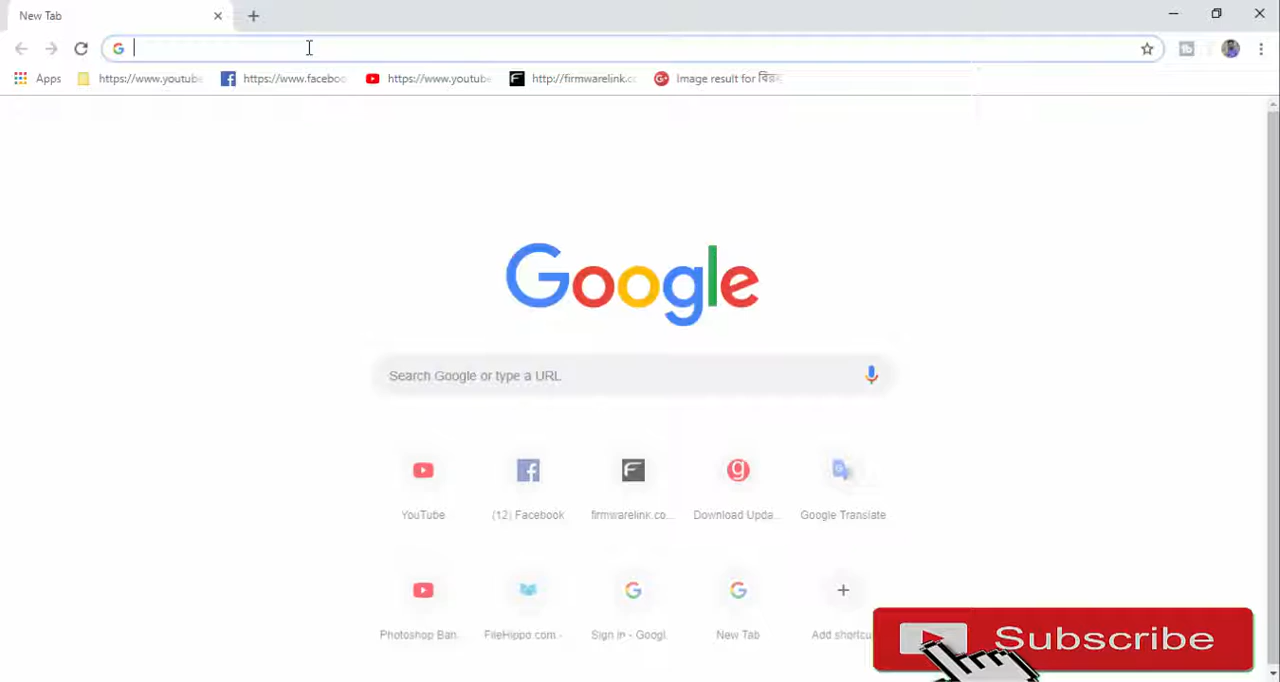 New Tab
Apps https://www.youtub https://www.faceboo https://www.youtube http://firmwarelink.co Image result for
Google
Search Google or type a URL
YouTube (12) Facebook firmwarelink.co... Download Upda... Google Translate
Photoshop Ban... FileHippo.com - Sign in - Googl... New Tab Add shortcu
Subscribe